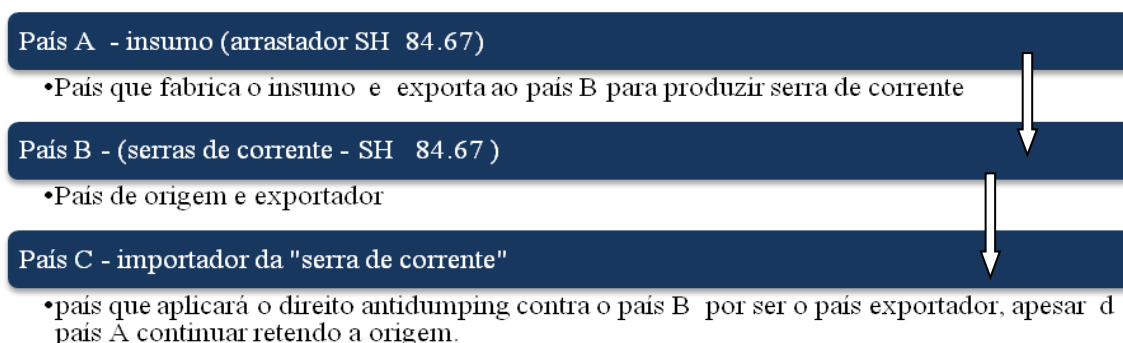 País A - insumo (arrastador SH 84.67)
•País que fabrica o insumo e exporta ao país B para produzir serra de corrente
País B - (serras de corrente - SH 84.67 )
•País de origem e exportador
País C - importador da "serra de corrente"
•país que aplicará o direito antidumping contra o país B por ser o país exportador, apesar d
país A continuar retendo a origem.